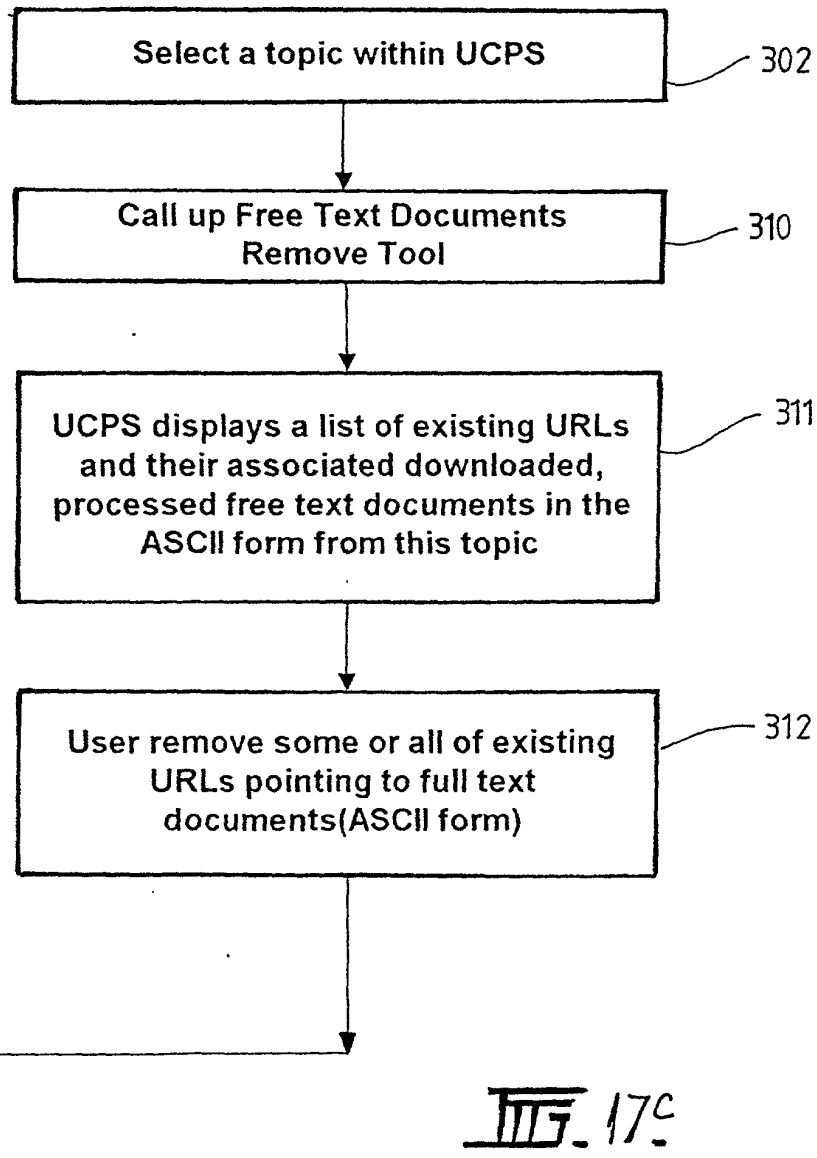 Select a topic within UCPS
302
Call up Free Text Documents
Remove Tool
310
UCPS displays a list of existing URLs
and their associated downloaded,
processed free text documents in the
ASCII form from this topic
311
User remove some or all of existing
URLs pointing to full text
documents(ASCII form)
312
FIG. 17C